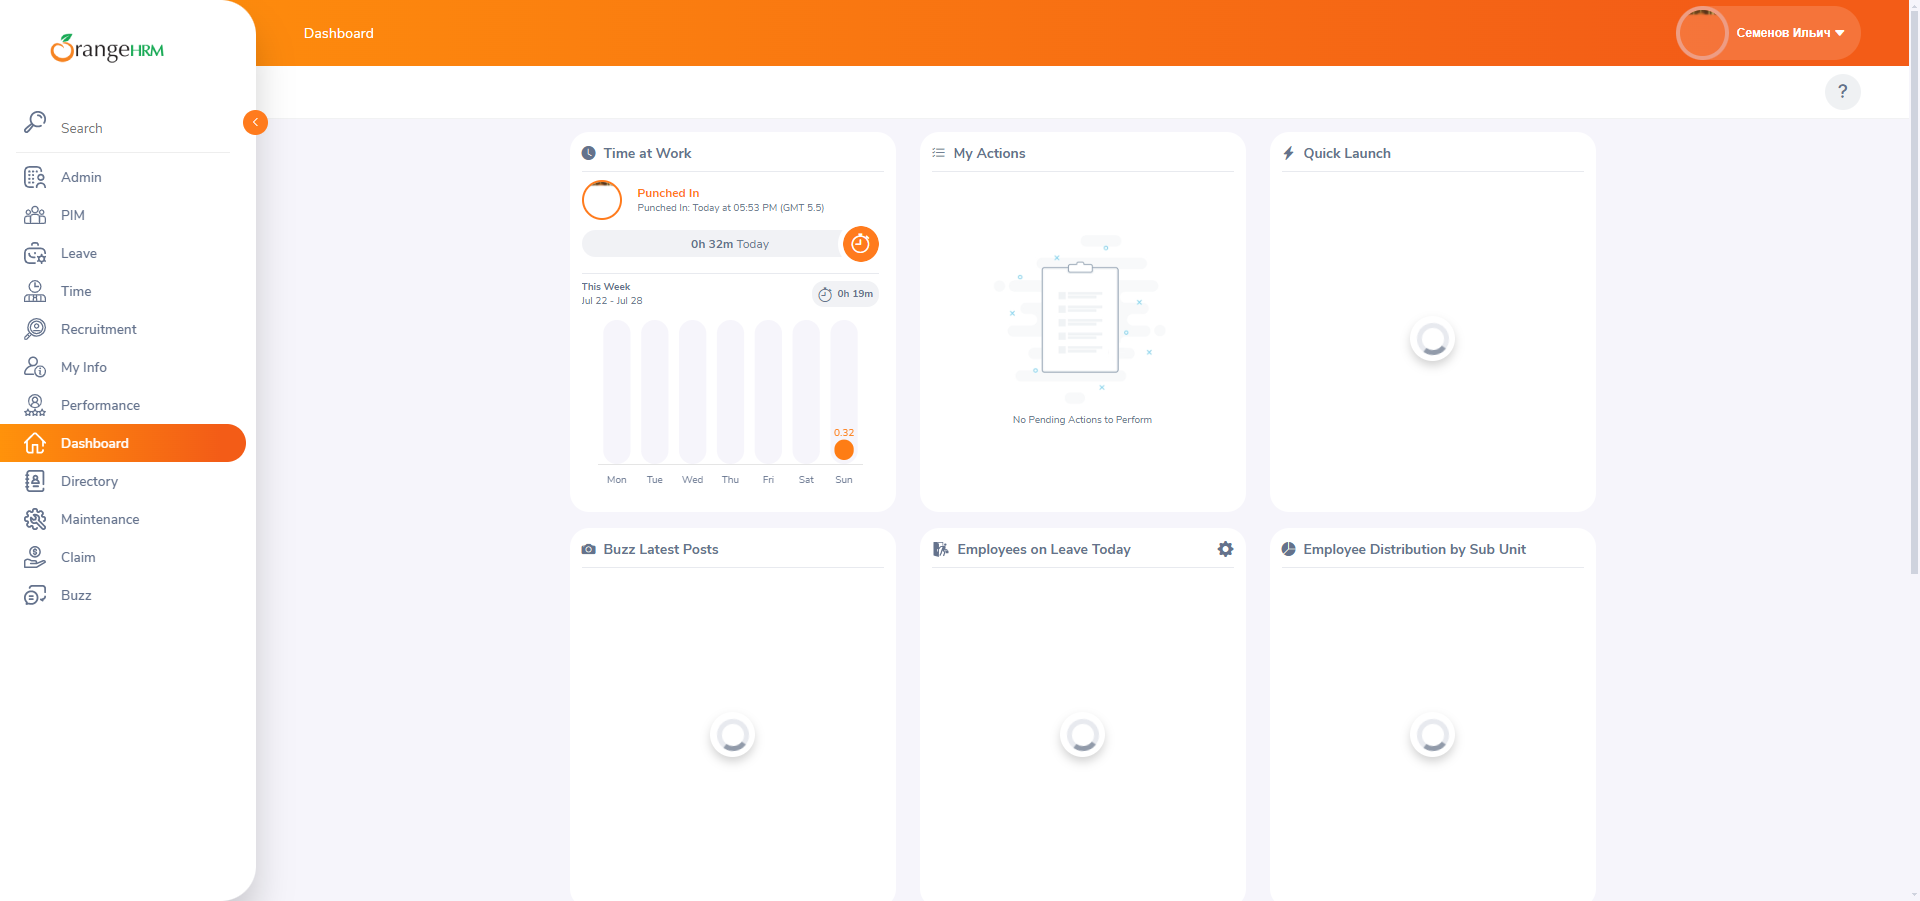 OrangeHRM
Dashboard
Семенов Ильич
?
Search
Admin
PIM
Leave
Time
Recruitment
My Info
Performance
Dashboard
Directory
Maintenance
Claim
Buzz
Time at Work
Punched In
Punched In: Today at 05:53 PM (GMT 5.5)
0h 32m Today
This Week
Jul 22 - Jul 28
0h 19m
0.32
Mon Tue Wed Thu Fri Sat Sun
My Actions
No Pending Actions to Perform
Quick Launch
Buzz Latest Posts
Employees on Leave Today
Employee Distribution by Sub Unit